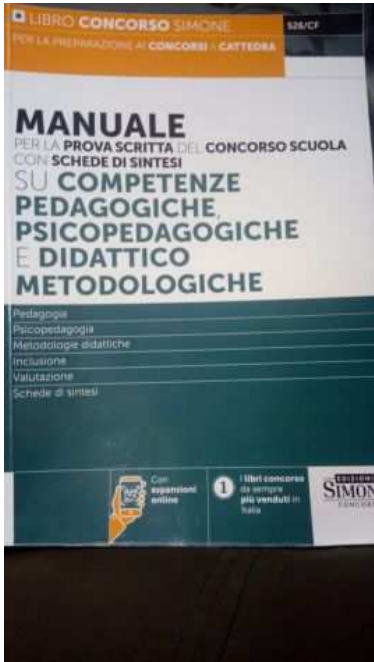 LIBRO CONCORSO SIMONE
526/CF
PER LA PREPARAZIONE AI CONCORSI A CATTEDRA
MANUALE
PER LA PROVA SCRITTA DEL CONCORSO SCUOLA
CON SCHEDE DI SINTESI
SU COMPETENZE
PEDAGOGICHE,
PSICOPEDAGOGICHE
E DIDATTICO
METODOLOGICHE
Pedagogia
Psicopedagogia
Metodologie didattiche
Inclusione
Valutazione
Schede di sintesi
Con
espansioni
online
1
I libri concorso
da sempre
più venduti in
Italia
EDIZIONI
SIMON
CONCORSI